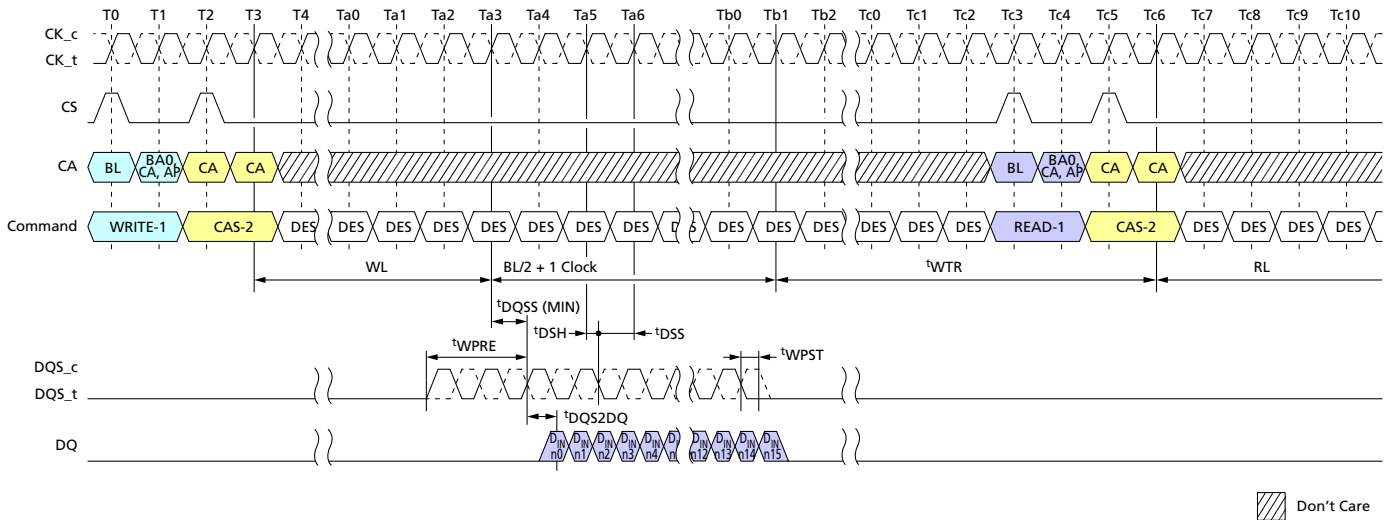 T0 T1 T2 T3 T4 Ta0 Ta1 Ta2 Ta3 Ta4 Ta5 Ta6 Tb0 Tb1 Tb2 Tc0 Tc1 Tc2 Tc3 Tc4 Tc5 Tc6 Tc7 Tc8 Tc9 Tc10
CK_c
CK_t
CS
CA BL BA0, CA, AP CA CA BL BA0, CA, AP CA CA
Command WRITE-1 CAS-2 DES DES DES DES DES DES DES DES DES DES DES DES DES DES READ-1 CAS-2 DES DES DES DES
WL BL/2 + 1 Clock tWTR RL
tDQSS (MIN)
tDSH tDSS
tWPRE tWPST
DQS_c
DQS_t
tDQS2DQ
DQ DIN n0 DIN n1 DIN n2 DIN n3 DIN n4 DIN n12 DIN n13 DIN n14 DIN n15
Don't Care